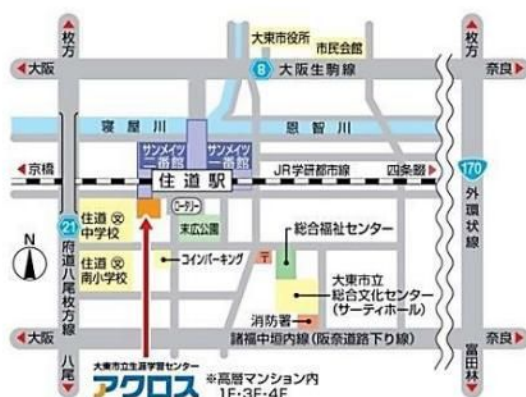 枚方
枚方
大東市役所
市民会館
大阪
8
大阪生駒線
奈良
寝屋川
恩智川
サンメイツ
二番館
サンメイツ
一番館
京橋
住道駅
JR学研都市線
四条畷
170
外環状線
21
府道八尾枚方線
住道
中学校
文
ロータリー
末広公園
総合福祉センター
N
住道
南小学校
文
コインパーキング
〒
大東市立
総合文化センター
(サーティホール)
消防署
大阪
諸福中垣内線(阪奈道路下り線)
奈良
八尾
富田林
大東市立生涯学習センター
アクロス
※高層マンション内
1F・3F・4F